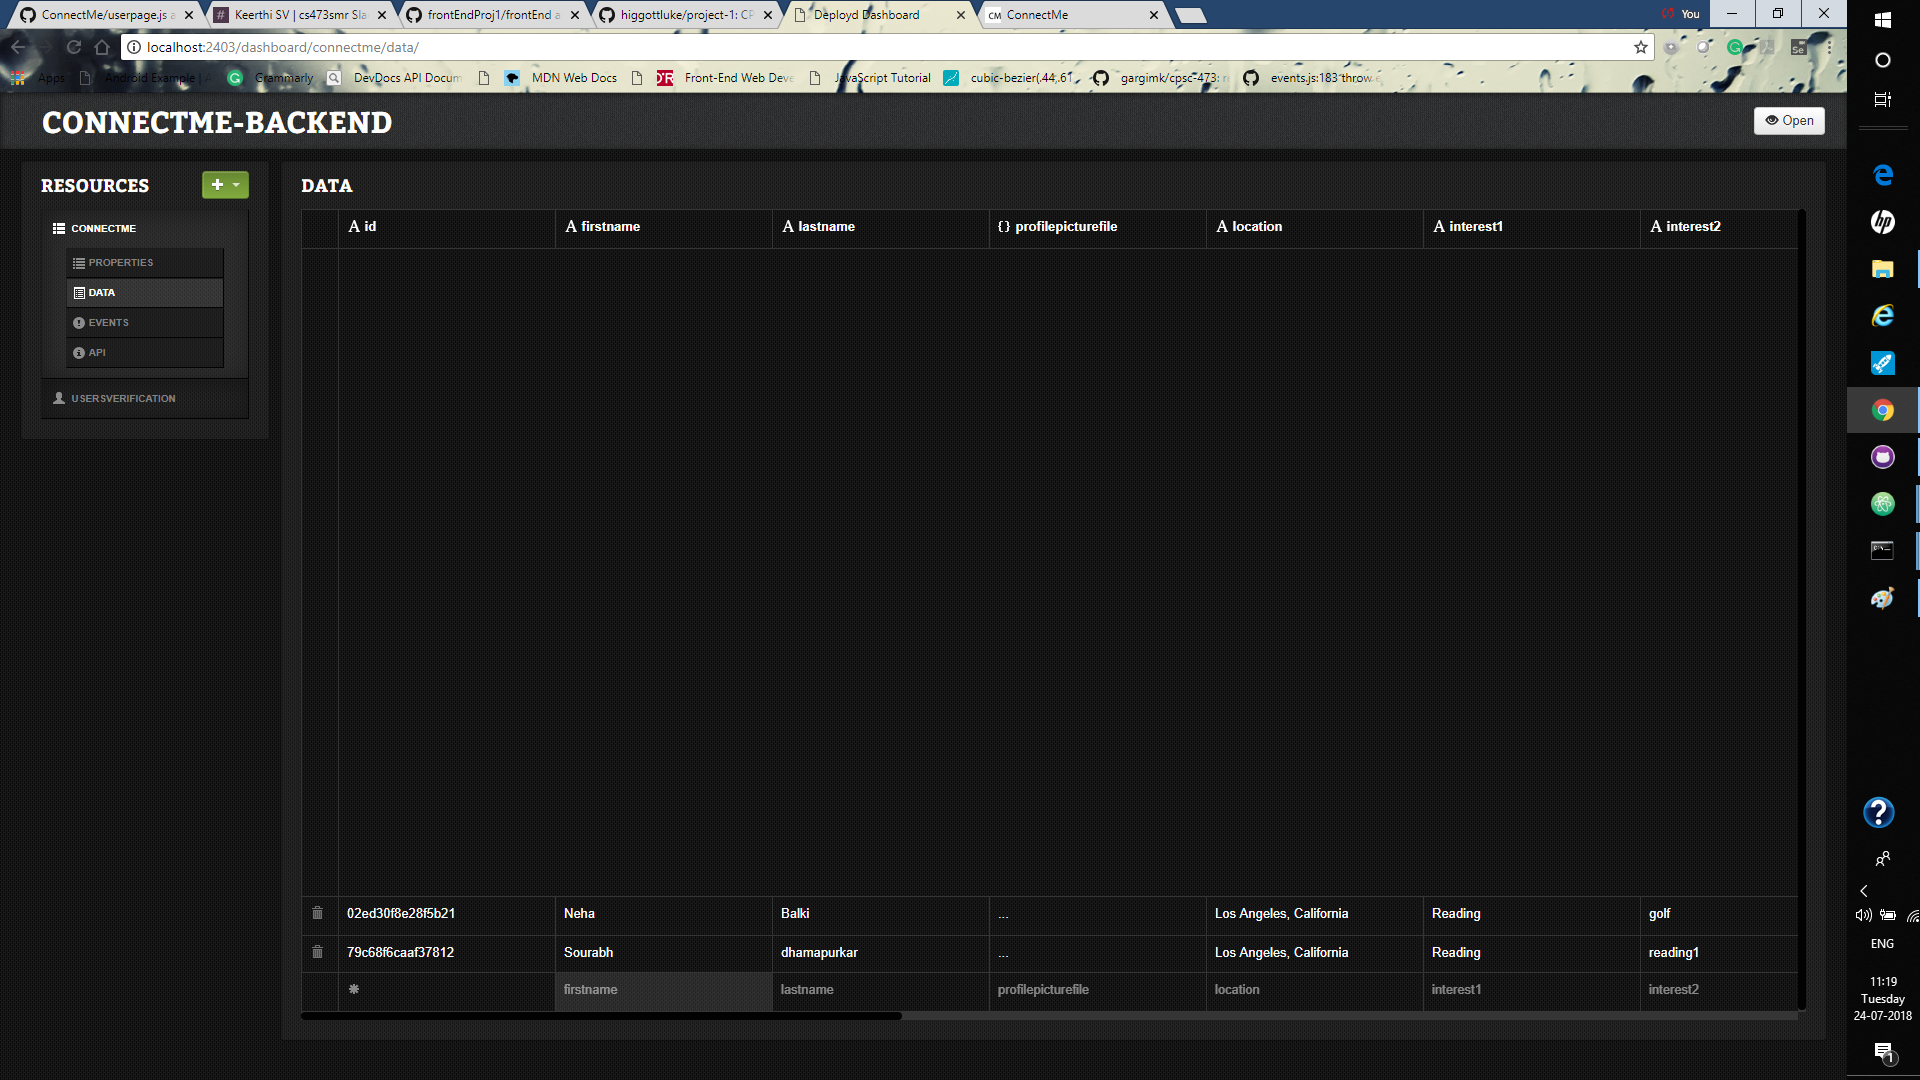 ConnectMe/userpage.js a
Keerthi SV | cs473smr Sla
frontEndProj1/frontEnd a
higgottluke/project-1: CP
Deployd Dashboard
CM ConnectMe
You
localhost:2403/dashboard/connectme/data/
Apps
Android Example | A
Grammarly
DevDocs API Docum
MDN Web Docs
Front-End Web Deve
JavaScript Tutorial
cubic-bezier(.44,.61
gargimk/cpsc-473: r
events.js:183 throw
CONNECTME-BACKEND
Open
RESOURCES
CONNECTME
PROPERTIES
DATA
EVENTS
API
USERSVERIFICATION
DATA
A id A firstname A lastname {} profilepicturefile A location A interest1 A interest2
02ed30f8e28f5b21 Neha Balki ... Los Angeles, California Reading golf
79c68f6caaf37812 Sourabh dhamapurkar ... Los Angeles, California Reading reading1
firstname lastname profilepicturefile location interest1 interest2
Se
hp
ENG
11:19
Tuesday
24-07-2018
1